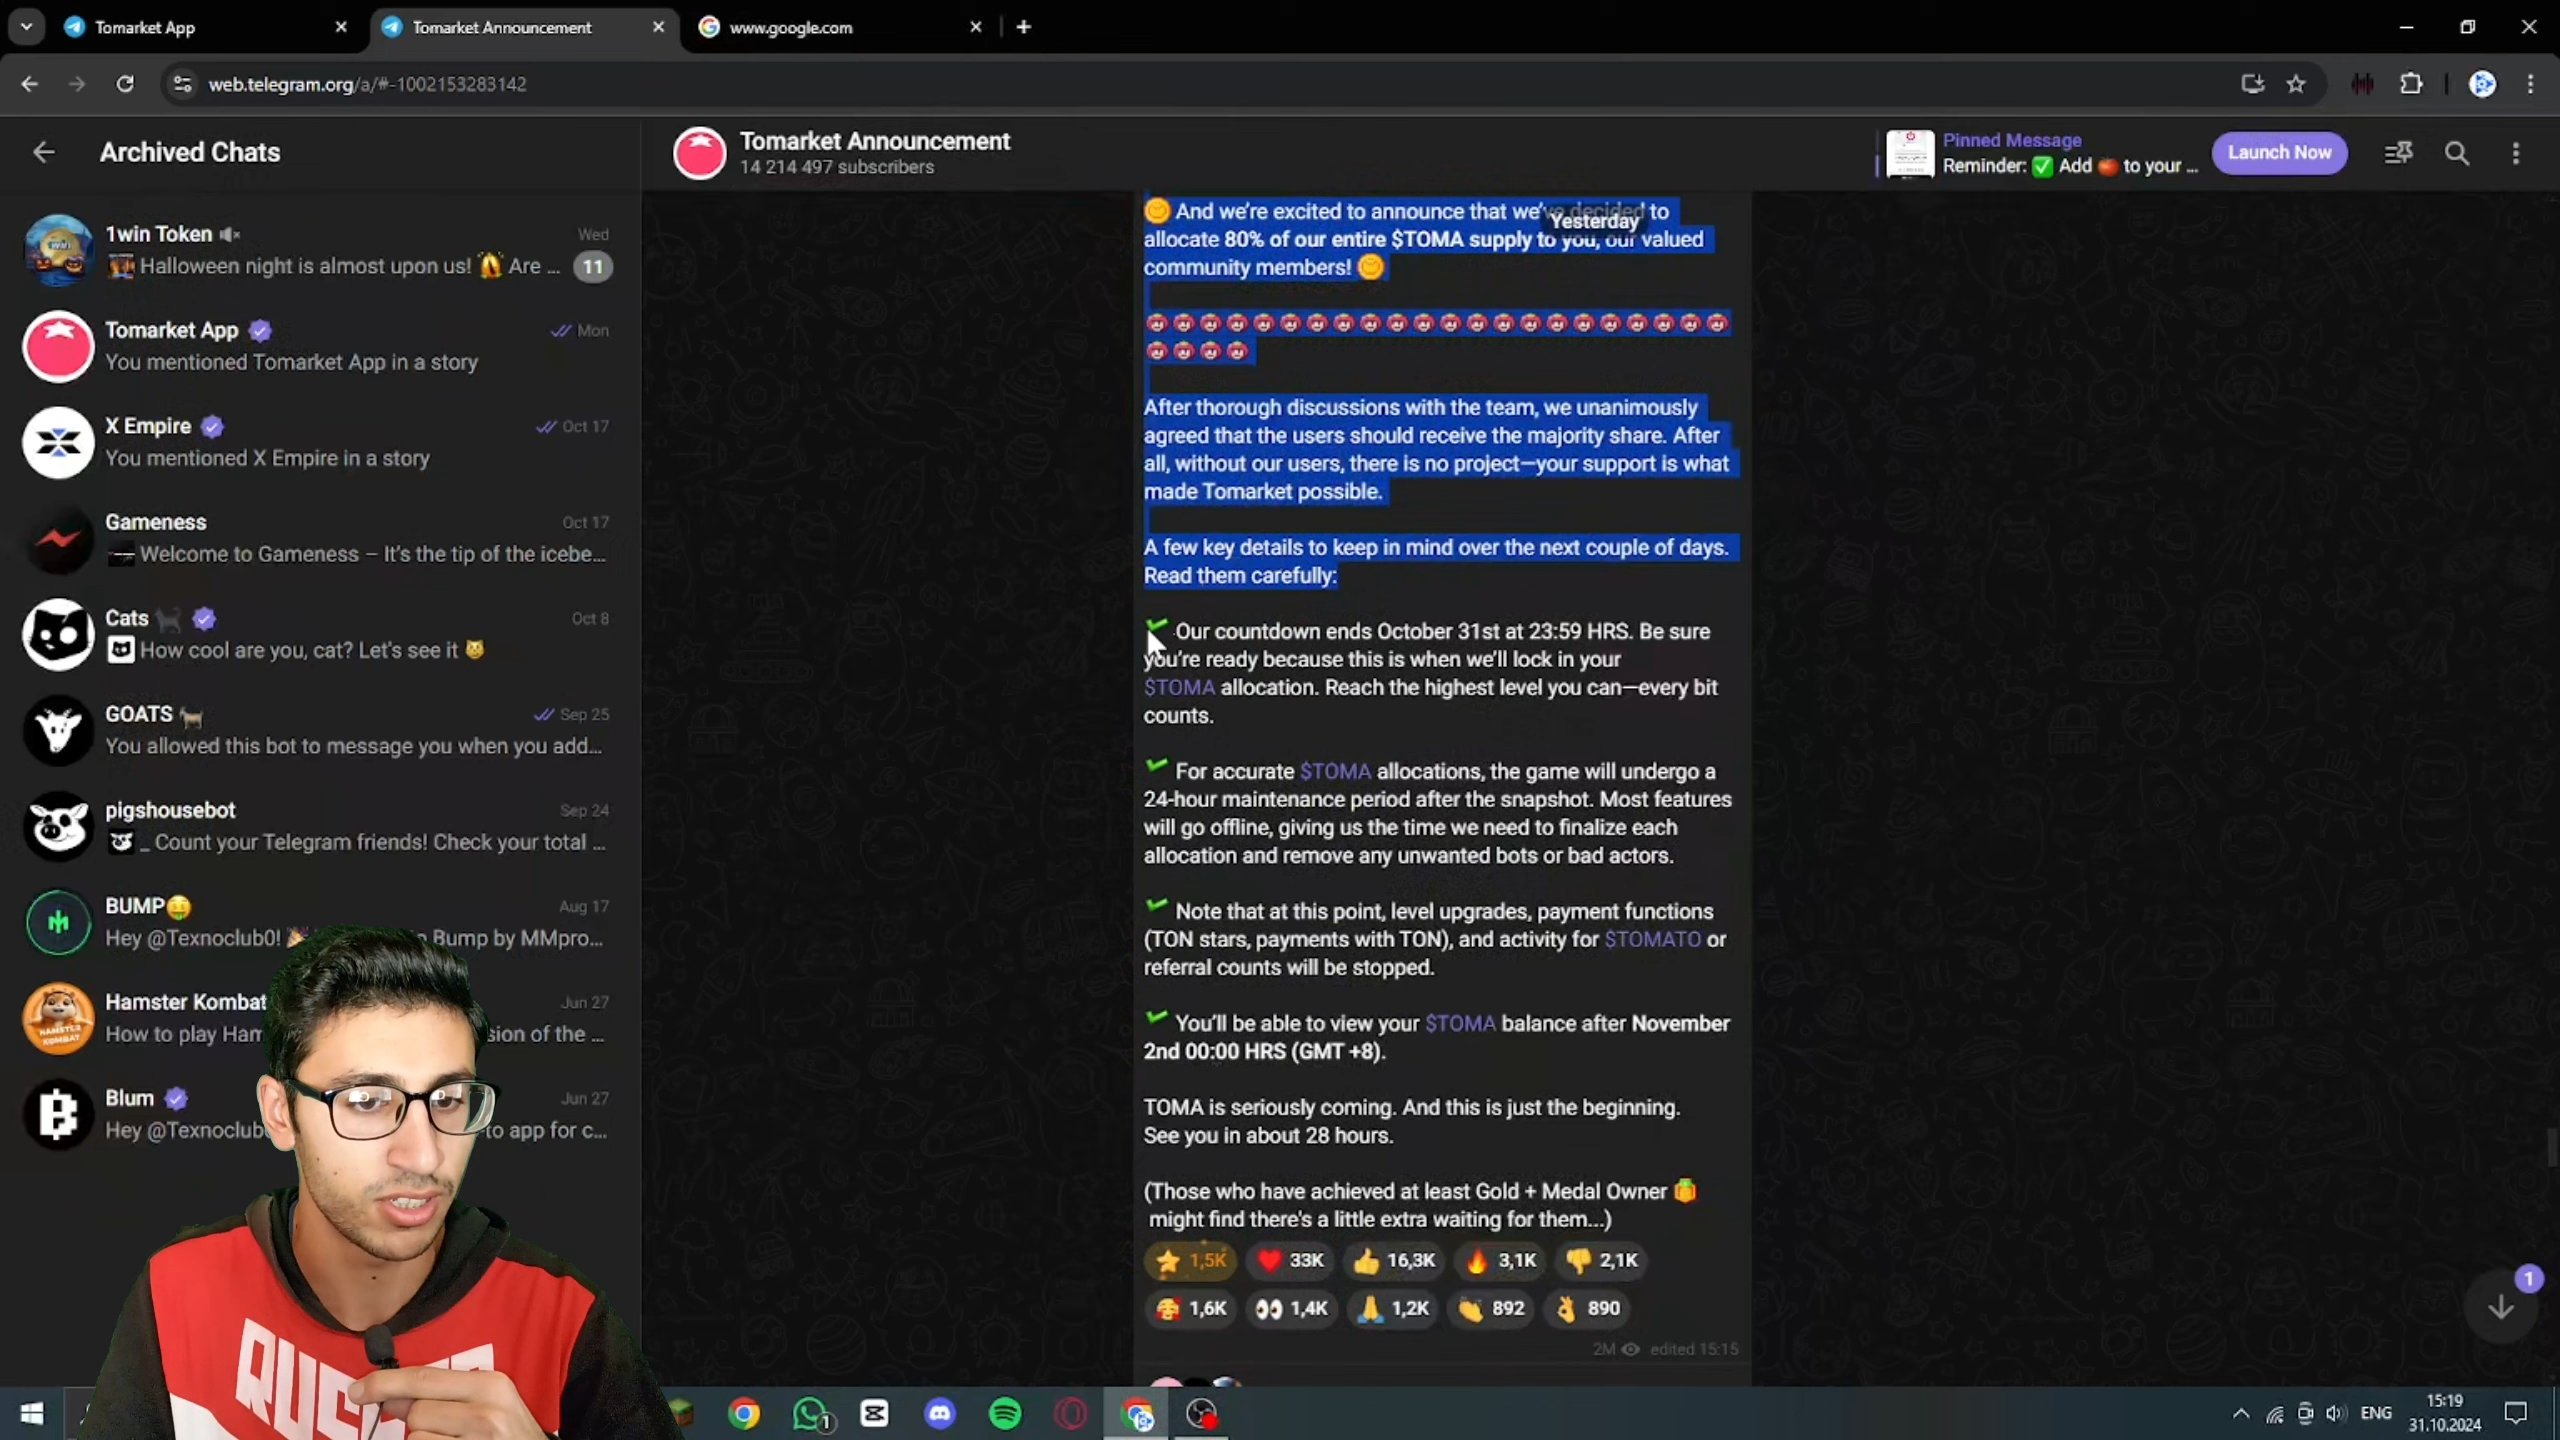 Tomarket App
Tomarket Announcement
www.google.com
web.telegram.org/a/#-1002153283142
Archived Chats
Tomarket Announcement
14 214 497 subscribers
Pinned Message
Reminder: ✅ Add 🍅 to your ...
Launch Now
1win Token
Wed
Halloween night is almost upon us! Are ...
11
Tomarket App
Mon
You mentioned Tomarket App in a story
X Empire
Oct 17
You mentioned X Empire in a story
Gameness
Oct 17
Welcome to Gameness – It's the tip of the icebe...
Cats
Oct 8
How cool are you, cat? Let's see it 😼
GOATS
Sep 25
You allowed this bot to message you when you add...
pigshousebot
Sep 24
_ Count your Telegram friends! Check your total ...
BUMP🤑
Aug 17
Hey @Texnoclub0! Bump by MMpro...
Hamster Kombat
Jun 27
How to play Ham sion of the ...
Blum
Jun 27
Hey @Texnoclub to app for c...
Yesterday
And we're excited to announce that we've decided to
allocate 80% of our entire $TOMA supply to you, our valued
community members!
After thorough discussions with the team, we unanimously
agreed that the users should receive the majority share. After
all, without our users, there is no project—your support is what
made Tomarket possible.
A few key details to keep in mind over the next couple of days.
Read them carefully:
Our countdown ends October 31st at 23:59 HRS. Be sure
you're ready because this is when we'll lock in your
$TOMA allocation. Reach the highest level you can—every bit
counts.
For accurate $TOMA allocations, the game will undergo a
24-hour maintenance period after the snapshot. Most features
will go offline, giving us the time we need to finalize each
allocation and remove any unwanted bots or bad actors.
Note that at this point, level upgrades, payment functions
(TON stars, payments with TON), and activity for $TOMATO or
referral counts will be stopped.
You'll be able to view your $TOMA balance after November
2nd 00:00 HRS (GMT +8).
TOMA is seriously coming. And this is just the beginning.
See you in about 28 hours.
(Those who have achieved at least Gold + Medal Owner
might find there's a little extra waiting for them...)
1,5K 33K 16,3K 3,1K 2,1K
1,6K 1,4K 1,2K 892 890
2M edited 15:15
1
1
ENG
15:19
31.10.2024